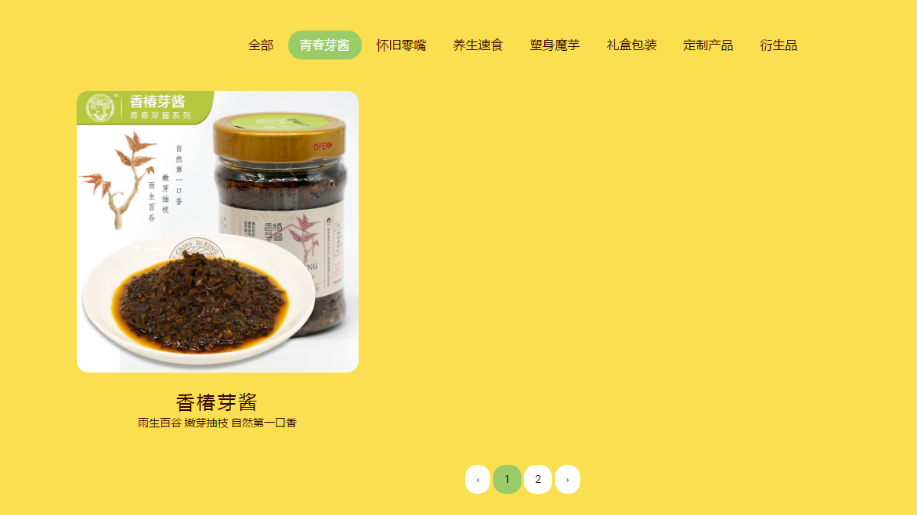 全部 青春芽酱 怀旧零嘴 养生速食 塑身魔芋 礼盒包装 定制产品 衍生品
香椿芽酱
青春芽酱系列
自然第一口香
嫩芽抽枝
雨生百谷
OPEN
香椿芽酱
雨生百谷 嫩芽抽枝 自然第一口香
‹ 1 2 ›